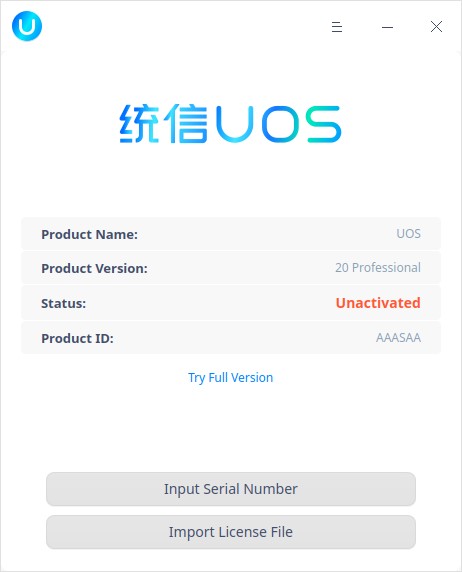 统信UOS
Product Name: UOS
Product Version: 20 Professional
Status: Unactivated
Product ID: AAASAA
Try Full Version
Input Serial Number
Import License File